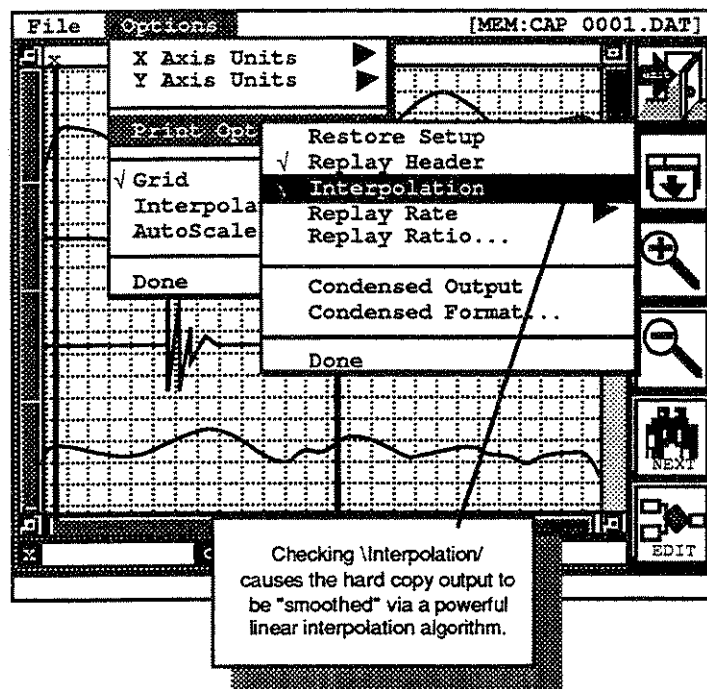 File Options [MEM:CAP 0001.DAT]
X Axis Units
Y Axis Units
Print Opt
Restore Setup
√ Replay Header
√ Grid
√ Interpolation
Interpola
Replay Rate
AutoScale
Replay Ratio...
Done
Condensed Output
Condensed Format...
Done
NEXT
EDIT
Checking \Interpolation/
causes the hard copy output to
be "smoothed" via a powerful
linear interpolation algorithm.